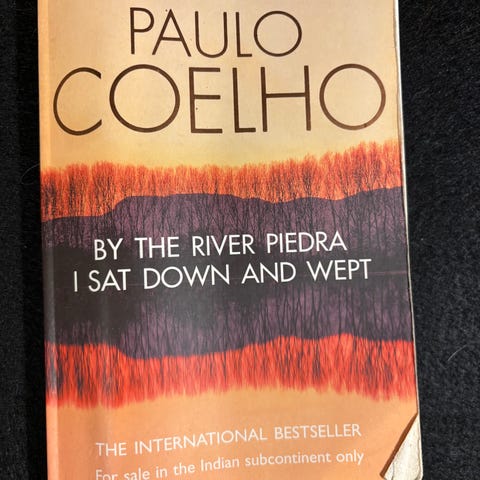 PAULO
COELHO
BY THE RIVER PIEDRA
I SAT DOWN AND WEPT
THE INTERNATIONAL BESTSELLER
For sale in the Indian subcontinent only